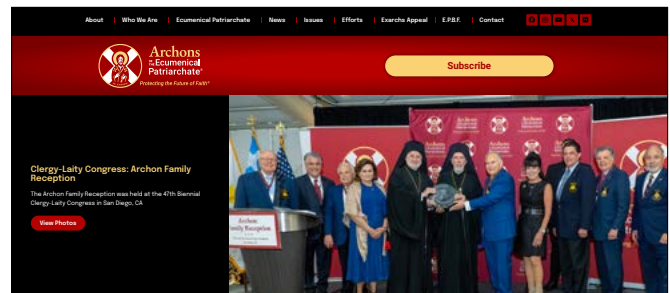 About | Who We Are | Ecumenical Patriarchate | News | Issues | Efforts | Exarchs Appeal | E.P.B.F. | Contact
Archons
of the Ecumenical
Patriarchate®
Protecting the Future of Faith®
Subscribe
Clergy-Laity Congress: Archon Family
Reception
The Archon Family Reception was held at the 47th Biennial
Clergy-Laity Congress in San Diego, CA
View Photos
Archon
Family Reception
Archons
Archons